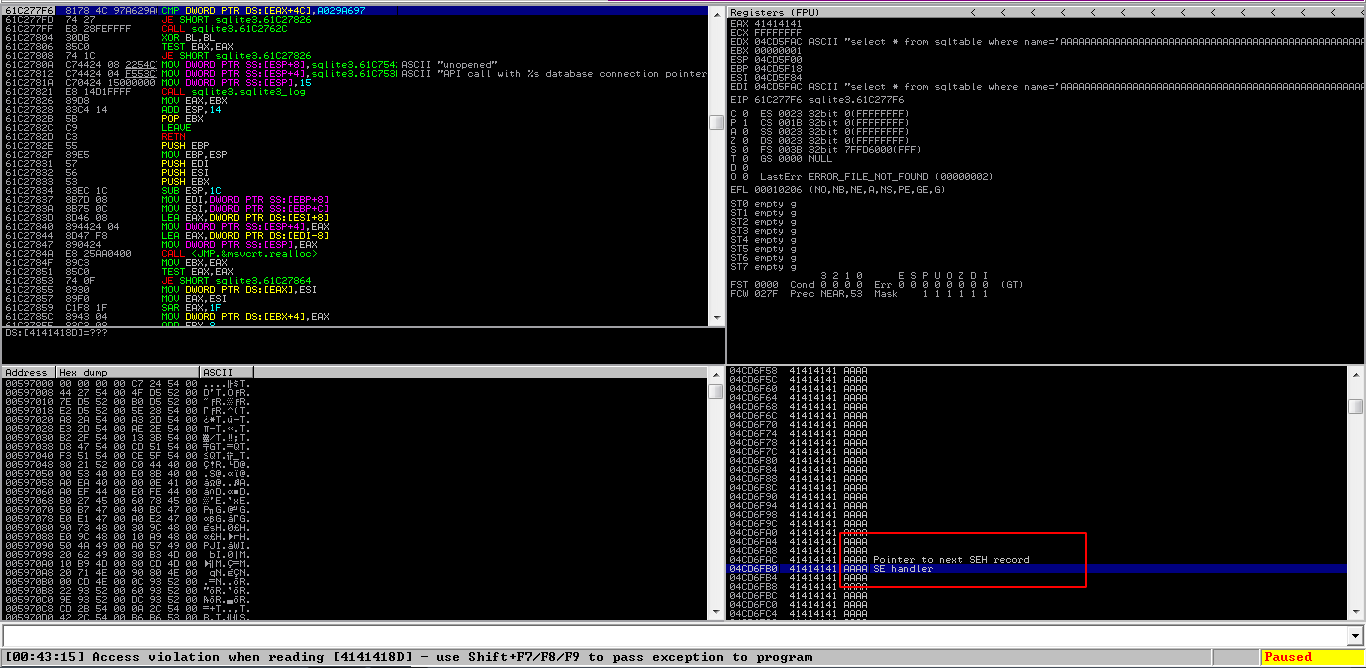 61C277F6 8178 4C 97A629A0 CMP DWORD PTR DS:[EAX+4C],A029A697
61C277FD 74 27 JE SHORT sqlite3.61C27826
61C277FF E8 28FEFFFF CALL sqlite3.61C2762C
61C27804 30DB XOR BL,BL
61C27806 85C0 TEST EAX,EAX
61C27808 74 1C JE SHORT sqlite3.61C27826
61C2780A C74424 08 2254C MOV DWORD PTR SS:[ESP+8],sqlite3.61C754 ASCII "unopened"
61C27812 C74424 04 F553C MOV DWORD PTR SS:[ESP+4],sqlite3.61C753 ASCII "API call with %s database connection pointer
61C2781A C70424 15000000 MOV DWORD PTR SS:[ESP],15
61C27821 E8 14D1FFFF CALL sqlite3.sqlite3_log
61C27826 89D8 MOV EAX,EBX
61C27828 83C4 14 ADD ESP,14
61C2782B 5B POP EBX
61C2782C C9 LEAVE
61C2782D C3 RETN
61C2782E 55 PUSH EBP
61C2782F 89E5 MOV EBP,ESP
61C27831 57 PUSH EDI
61C27832 56 PUSH ESI
61C27833 53 PUSH EBX
61C27834 83EC 1C SUB ESP,1C
61C27837 8B7D 08 MOV EDI,DWORD PTR SS:[EBP+8]
61C2783A 8B75 0C MOV ESI,DWORD PTR SS:[EBP+C]
61C2783D 8D46 08 LEA EAX,DWORD PTR DS:[ESI+8]
61C27840 894424 04 MOV DWORD PTR SS:[ESP+4],EAX
61C27844 8D47 F8 LEA EAX,DWORD PTR DS:[EDI-8]
61C27847 890424 MOV DWORD PTR SS:[ESP],EAX
61C2784A E8 25AA0400 CALL <JMP.&msvcrt.realloc>
61C2784F 89C3 MOV EBX,EAX
61C27851 85C0 TEST EAX,EAX
61C27853 74 0F JE SHORT sqlite3.61C27864
61C27855 8930 MOV DWORD PTR DS:[EAX],ESI
61C27857 89F0 MOV EAX,ESI
61C27859 C1F8 1F SAR EAX,1F
61C2785C 8943 04 MOV DWORD PTR DS:[EBX+4],EAX
61C2785F 83C3 08 ADD EBX,8
DS:[4141418D]=???
Registers (FPU) < < < < < < < < < < < < <
EAX 41414141
ECX FFFFFFFF
EDX 04CD5FAC ASCII "select * from sqltable where name='AAAAAAAAAAAAAAAAAAAAAAAAAAAAAAAAAAAAAAAAAAAAAAAAA
EBX 00000001
ESP 04CD5F00
EBP 04CD5F18
ESI 04CD5F84
EDI 04CD5FAC ASCII "select * from sqltable where name='AAAAAAAAAAAAAAAAAAAAAAAAAAAAAAAAAAAAAAAAAAAAAAAAA
EIP 61C277F6 sqlite3.61C277F6
C 0 ES 0023 32bit 0(FFFFFFFF)
P 1 CS 001B 32bit 0(FFFFFFFF)
A 0 SS 0023 32bit 0(FFFFFFFF)
Z 0 DS 0023 32bit 0(FFFFFFFF)
S 0 FS 003B 32bit 7FFD6000(FFF)
T 0 GS 0000 NULL
D 0
O 0 LastErr ERROR_FILE_NOT_FOUND (00000002)
EFL 00010206 (NO,NB,NE,A,NS,PE,GE,G)
ST0 empty g
ST1 empty g
ST2 empty g
ST3 empty g
ST4 empty g
ST5 empty g
ST6 empty g
ST7 empty g
3 2 1 0 E S P U O Z D I
FST 0000 Cond 0 0 0 0 Err 0 0 0 0 0 0 0 0 (GT)
FCW 027F Prec NEAR,53 Mask 1 1 1 1 1 1
Address Hex dump ASCII
00597000 00 00 00 00 C7 24 54 00
00597008 44 27 54 00 4F D5 52 00
00597010 7E D5 52 00 B0 D5 52 00
00597018 E2 D5 52 00 5E 28 54 00
00597020 A8 2A 54 00 A3 2D 54 00
00597028 E3 2D 54 00 AE 2E 54 00
00597030 B2 2F 54 00 13 3B 54 00
00597038 D8 47 54 00 CD 51 54 00
00597040 F3 51 54 00 CE 5F 54 00
00597048 80 21 52 00 C0 44 40 00
00597050 00 53 40 00 E0 8B 40 00
00597058 A0 EA 40 00 00 0E 41 00
00597060 A0 EF 44 00 E0 FE 44 00
00597068 B0 27 45 00 60 78 45 00
00597070 50 B7 47 00 40 BC 47 00
00597078 E0 E1 47 00 A0 E2 47 00
00597080 90 73 48 00 30 9C 48 00
00597088 E0 9C 48 00 10 A9 48 00
00597090 50 4A 49 00 A0 57 49 00
00597098 20 62 49 00 30 B3 4D 00
005970A0 10 B9 4D 00 80 CD 4D 00
005970A8 20 71 4E 00 90 80 4E 00
005970B0 00 CD 4E 00 0C 93 52 00
005970B8 22 93 52 00 60 93 52 00
005970C0 9E 93 52 00 DC 93 52 00
005970C8 CD 2B 54 00 0A 2C 54 00
005970D0 42 2C 54 00 B6 B6 53 00
04CD6F58 41414141 AAAA
04CD6F5C 41414141 AAAA
04CD6F60 41414141 AAAA
04CD6F64 41414141 AAAA
04CD6F68 41414141 AAAA
04CD6F6C 41414141 AAAA
04CD6F70 41414141 AAAA
04CD6F74 41414141 AAAA
04CD6F78 41414141 AAAA
04CD6F7C 41414141 AAAA
04CD6F80 41414141 AAAA
04CD6F84 41414141 AAAA
04CD6F88 41414141 AAAA
04CD6F8C 41414141 AAAA
04CD6F90 41414141 AAAA
04CD6F94 41414141 AAAA
04CD6F98 41414141 AAAA
04CD6F9C 41414141 AAAA
04CD6FA0 41414141 AAAA
04CD6FA4 41414141 AAAA
04CD6FA8 41414141 AAAA
04CD6FAC 41414141 AAAA Pointer to next SEH record
04CD6FB0 41414141 AAAA SE handler
04CD6FB4 41414141 AAAA
04CD6FB8 41414141 AAAA
04CD6FBC 41414141 AAAA
04CD6FC0 41414141 AAAA
04CD6FC4 41414141 AAAA
[00:43:15] Access violation when reading [4141418D] - use Shift+F7/F8/F9 to pass exception to program
Paused